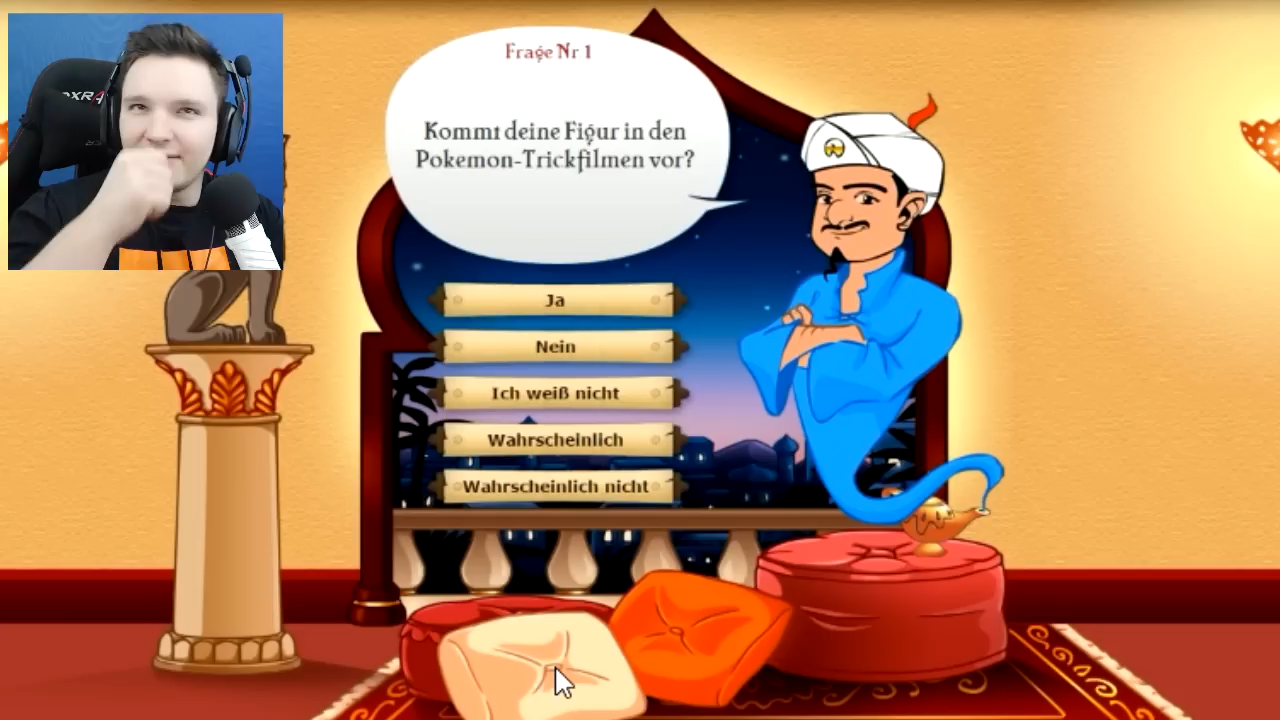 Frage Nr 1
Kommt deine Figur in den
Pokemon-Trickfilmen vor?
Ja
Nein
Ich weiß nicht
Wahrscheinlich
Wahrscheinlich nicht